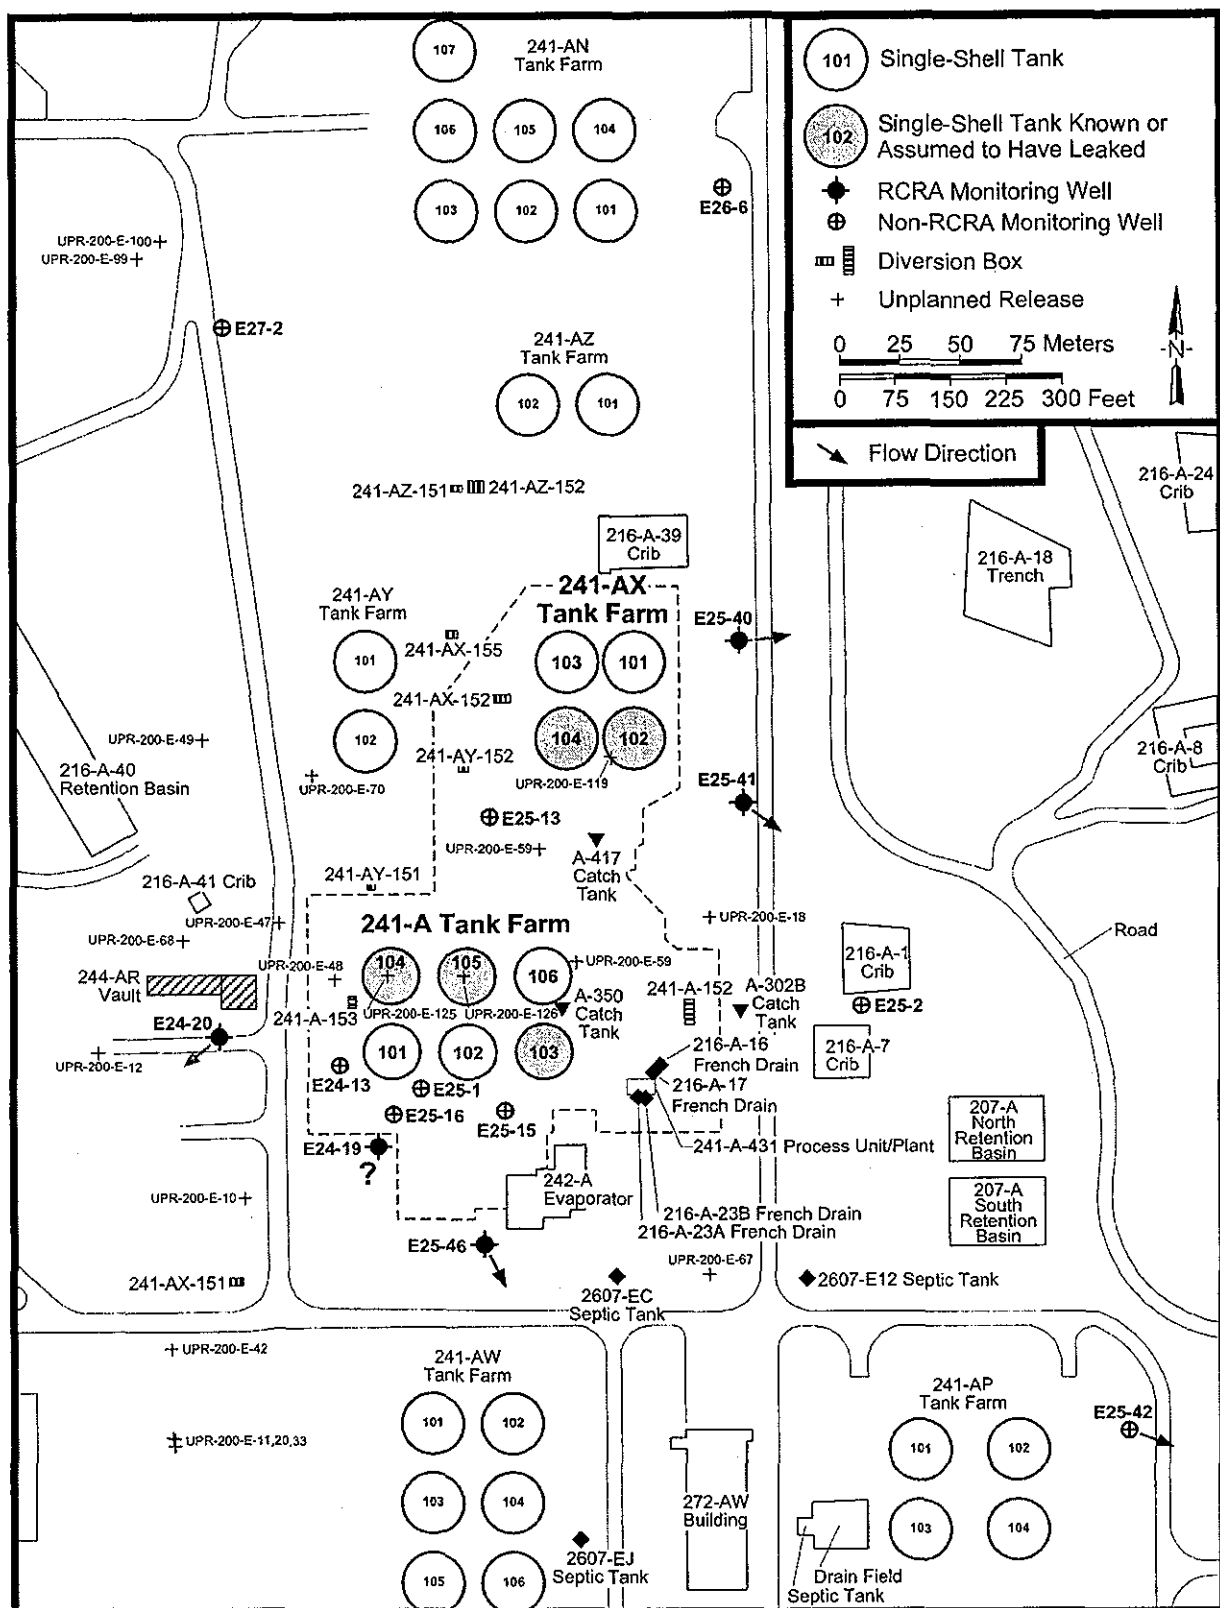 107
241-AN
Tank Farm
106
105
104
103
102
101
E26-6
101
Single-Shell Tank
102
Single-Shell Tank Known or
Assumed to Have Leaked
RCRA Monitoring Well
Non-RCRA Monitoring Well
Diversion Box
Unplanned Release
0 25 50 75 Meters
-N-
0 75 150 225 300 Feet
Flow Direction
UPR-200-E-100
UPR-200-E-99
E27-2
241-AZ
Tank Farm
102
101
241-AZ-151
241-AZ-152
216-A-39
Crib
216-A-24
Crib
216-A-18
Trench
241-AX
Tank Farm
241-AY
Tank Farm
101
102
241-AX-155
241-AX-152
241-AY-152
103
101
104
102
UPR-200-E-119
E25-40
E25-41
216-A-8
Crib
UPR-200-E-49
216-A-40
Retention Basin
UPR-200-E-70
E25-13
UPR-200-E-59
A-417
Catch
Tank
241-AY-151
216-A-41 Crib
UPR-200-E-47
UPR-200-E-68
244-AR
Vault
E24-20
UPR-200-E-12
241-A Tank Farm
UPR-200-E-48
104
105
106
UPR-200-E-59
241-A-153
UPR-200-E-125
UPR-200-E-126
A-350
Catch
Tank
101
102
103
UPR-200-E-18
241-A-152
A-302B
Catch
Tank
216-A-1
Crib
E25-2
216-A-7
Crib
Road
216-A-16
French Drain
216-A-17
French Drain
E24-13
E25-1
E25-16
E25-15
E24-19
?
241-A-431 Process Unit/Plant
207-A
North
Retention
Basin
207-A
South
Retention
Basin
242-A
Evaporator
216-A-23B French Drain
216-A-23A French Drain
UPR-200-E-10
E25-46
UPR-200-E-67
241-AX-151
2607-EC
Septic Tank
2607-E12 Septic Tank
UPR-200-E-42
UPR-200-E-11,20,33
241-AW
Tank Farm
101
102
103
104
105
106
2607-EJ
Septic Tank
272-AW
Building
241-AP
Tank Farm
101
102
103
104
E25-42
Drain Field
Septic Tank